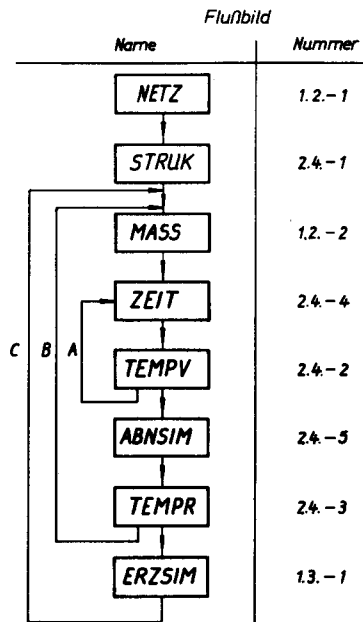 Flußbild
Name Nummer
NETZ 1.2.-1
STRUK 2.4.-1
MASS 1.2.-2
ZEIT 2.4.-4
C B A TEMPV 2.4.-2
ABNSIM 2.4.-5
TEMPR 2.4.-3
ERZSIM 1.3.-1